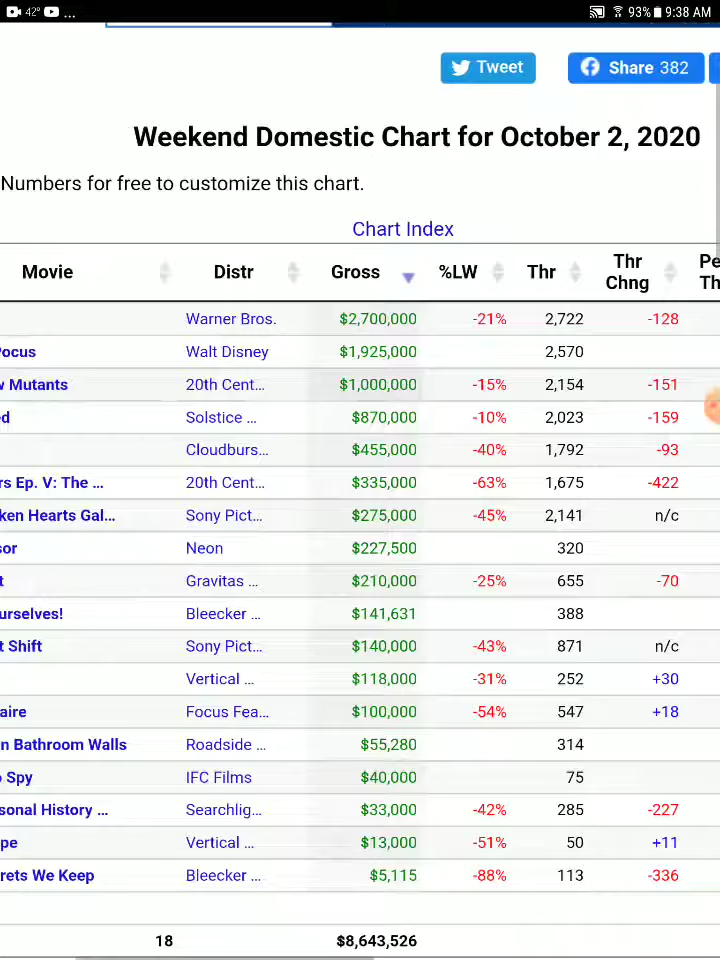 42° ... 93% 9:38 AM
Tweet Share 382
Weekend Domestic Chart for October 2, 2020
Numbers for free to customize this chart.
Chart Index
Movie Distr Gross %LW Thr Thr Chng Pe Th
Warner Bros. $2,700,000 -21% 2,722 -128
Pocus Walt Disney $1,925,000 2,570
w Mutants 20th Cent... $1,000,000 -15% 2,154 -151
d Solstice ... $870,000 -10% 2,023 -159
Cloudburs... $455,000 -40% 1,792 -93
rs Ep. V: The ... 20th Cent... $335,000 -63% 1,675 -422
ken Hearts Gal... Sony Pict... $275,000 -45% 2,141 n/c
sor Neon $227,500 320
t Gravitas ... $210,000 -25% 655 -70
urselves! Bleecker ... $141,631 388
t Shift Sony Pict... $140,000 -43% 871 n/c
Vertical ... $118,000 -31% 252 +30
aire Focus Fea... $100,000 -54% 547 +18
n Bathroom Walls Roadside ... $55,280 314
o Spy IFC Films $40,000 75
sonal History ... Searchlig... $33,000 -42% 285 -227
pe Vertical ... $13,000 -51% 50 +11
rets We Keep Bleecker ... $5,115 -88% 113 -336
18 $8,643,526